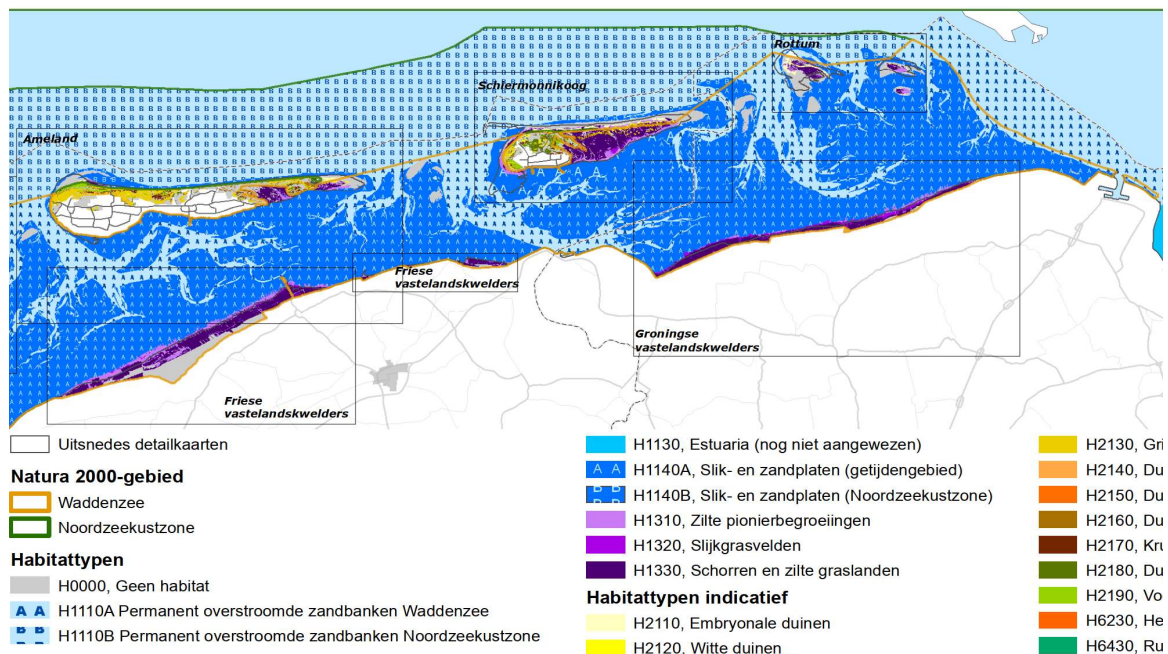 Rottum
Schiermonnikoog
Ameland
Friese
vastelandskwelders
Groningse
vastelandskwelders
Friese
vastelandskwelders
Uitsnedes detailkaarten
Natura 2000-gebied
Waddenzee
Noordzeekustzone
Habitattypen
H0000, Geen habitat
A A H1110A Permanent overstroomde zandbanken Waddenzee
B B H1110B Permanent overstroomde zandbanken Noordzeekustzone
H1130, Estuaria (nog niet aangewezen)
A A H1140A, Slik- en zandplaten (getijdengebied)
B B H1140B, Slik- en zandplaten (Noordzeekustzone)
H1310, Zilte pionierbegroeiingen
H1320, Slijkgrasvelden
H1330, Schorren en zilte graslanden
Habitattypen indicatief
H2110, Embryonale duinen
H2120, Witte duinen
H2130, Gri
H2140, Du
H2150, Du
H2160, Du
H2170, Kru
H2180, Du
H2190, Vo
H6230, He
H6430, Ru